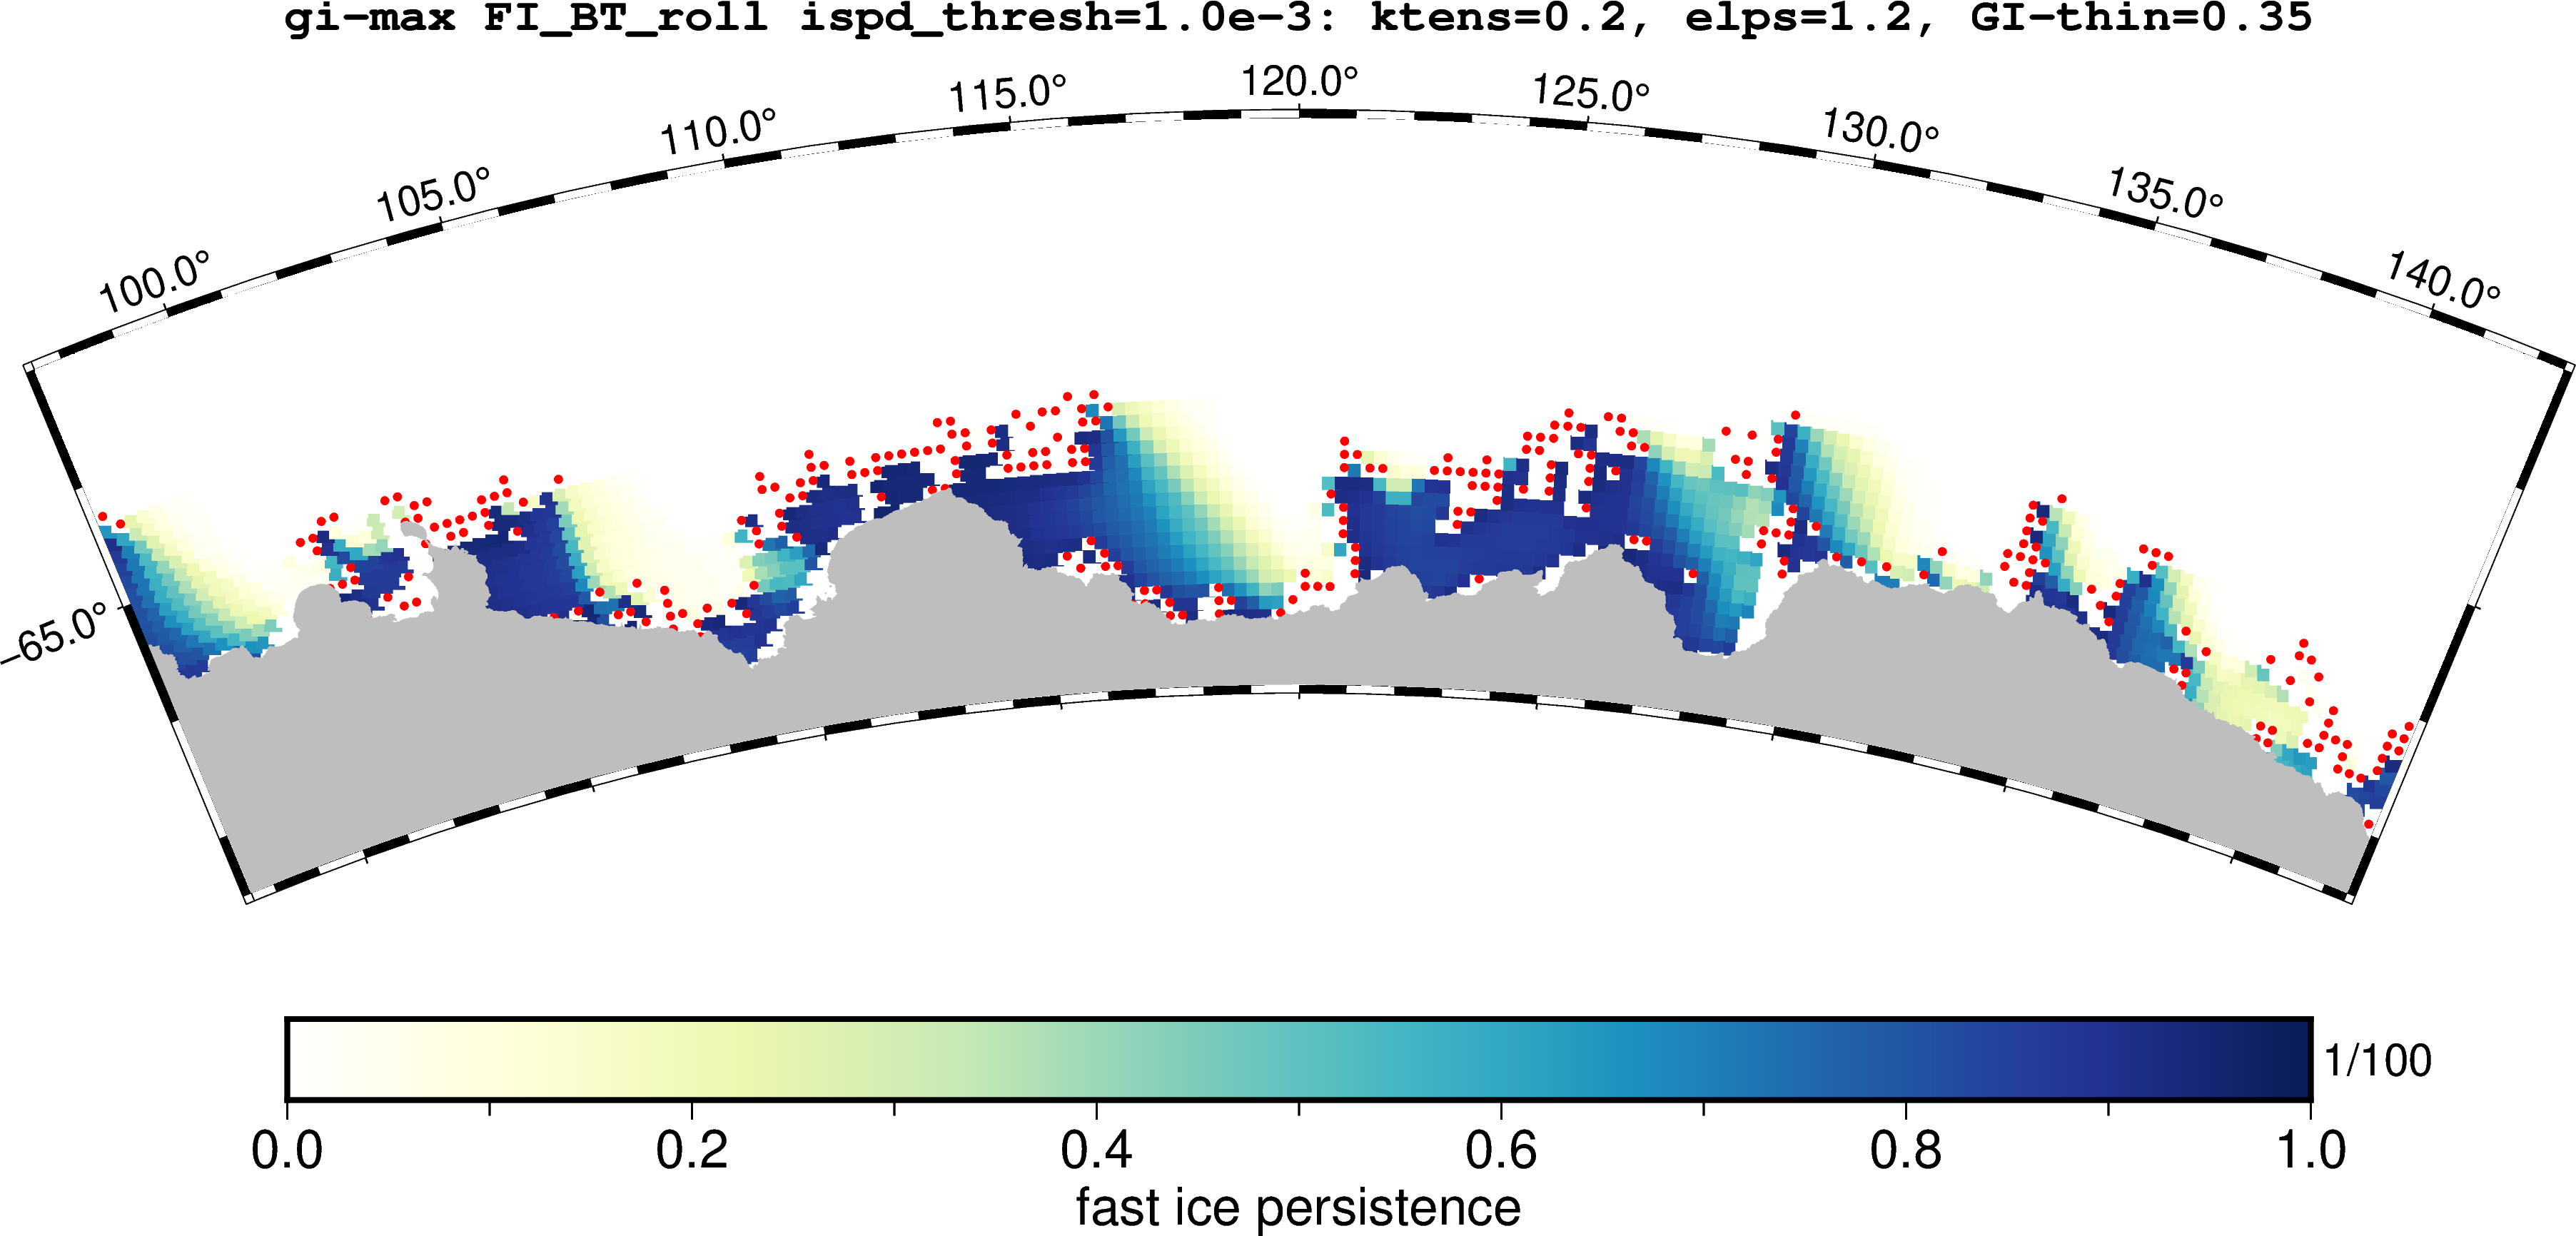 gi-max FI_BT_roll ispd_thresh=1.0e-3: ktens=0.2, elps=1.2, GI-thin=0.35
100.0° 105.0° 110.0° 115.0° 120.0° 125.0° 130.0° 135.0° 140.0°
-65.0°
1/100
0.0 0.2 0.4 0.6 0.8 1.0
fast ice persistence